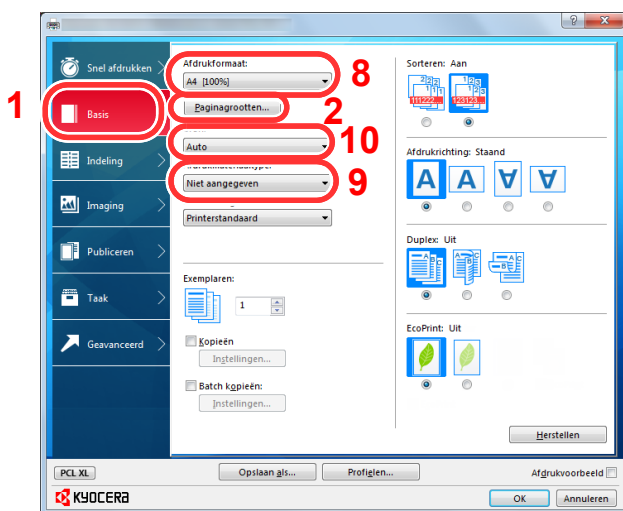 1
Snel afdrukken
Basis
Indeling
Imaging
Publiceren
Taak
Geavanceerd
Afdrukformaat:
A4 [100%]
8
Paginagrootten...
2
Auto
10
Niet aangegeven
9
Printerstandaard
Exemplaren:
1
Kopieën
Instellingen...
Batch kopieën:
Instellingen...
Sorteren: Aan
111222...
123123...
Afdrukrichting: Staand
A A A A
Duplex: Uit
EcoPrint: Uit
Herstellen
PCL XL
Opslaan als...
Profielen...
Afdrukvoorbeeld
KYOCERA
OK
Annuleren